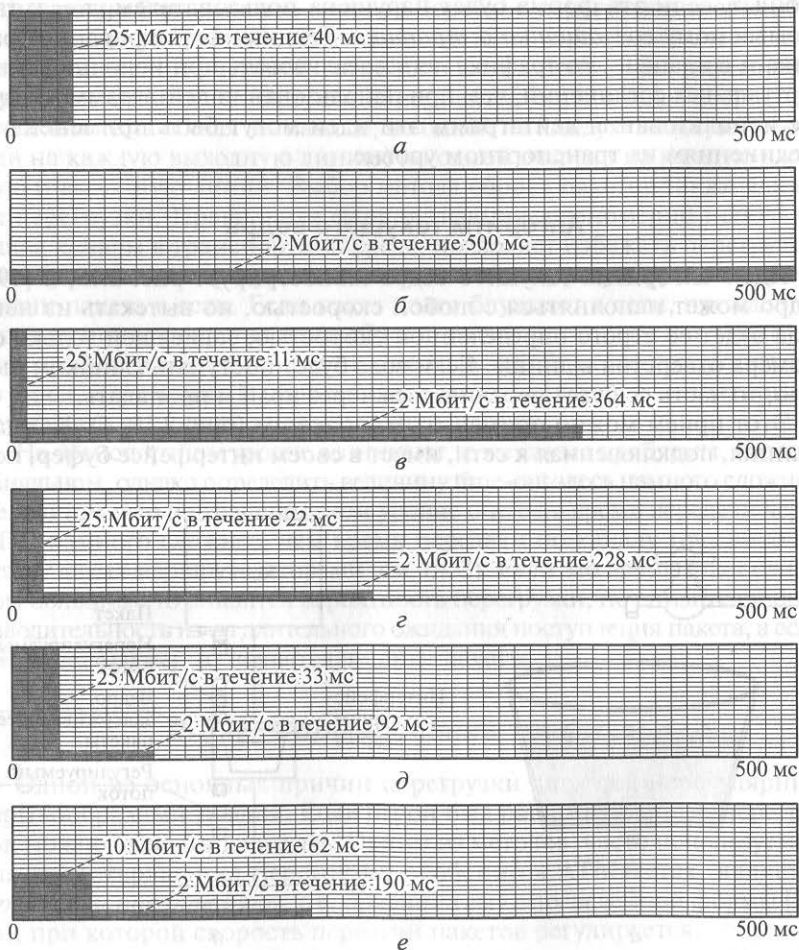 25 Мбит/с в течение 40 мс
0 500 мс
а
2 Мбит/с в течение 500 мс
0 500 мс
б
25 Мбит/с в течение 11 мс
2 Мбит/с в течение 364 мс
0 500 мс
в
25 Мбит/с в течение 22 мс
2 Мбит/с в течение 228 мс
0 500 мс
г
25 Мбит/с в течение 33 мс
2 Мбит/с в течение 92 мс
0 500 мс
д
10 Мбит/с в течение 62 мс
2 Мбит/с в течение 190 мс
0 500 мс
е